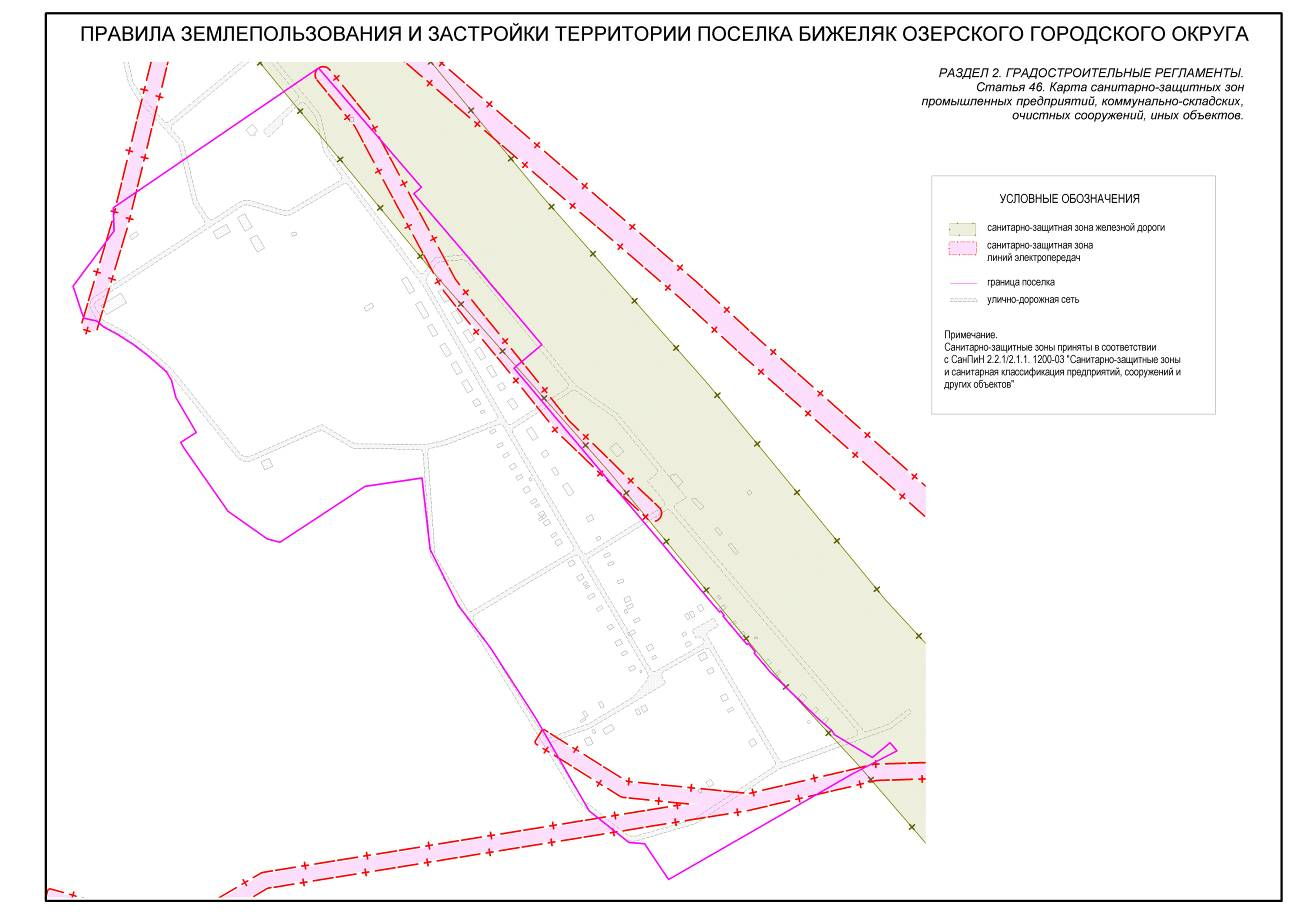 ПРАВИЛА ЗЕМЛЕПОЛЬЗОВАНИЯ И ЗАСТРОЙКИ ТЕРРИТОРИИ ПОСЕЛКА БИЖЕЛЯК ОЗЕРСКОГО ГОРОДСКОГО ОКРУГА
РАЗДЕЛ 2. ГРАДОСТРОИТЕЛЬНЫЕ РЕГЛАМЕНТЫ.
Статья 46. Карта санитарно-защитных зон
промышленных предприятий, коммунально-складских,
очистных сооружений, иных объектов.
УСЛОВНЫЕ ОБОЗНАЧЕНИЯ
санитарно-защитная зона железной дороги
санитарно-защитная зона
линий электропередач
граница поселка
улично-дорожная сеть
Примечание.
Санитарно-защитные зоны приняты в соответствии
с СанПиН 2.2.1/2.1.1. 1200-03 "Санитарно-защитные зоны
и санитарная классификация предприятий, сооружений и
других объектов"